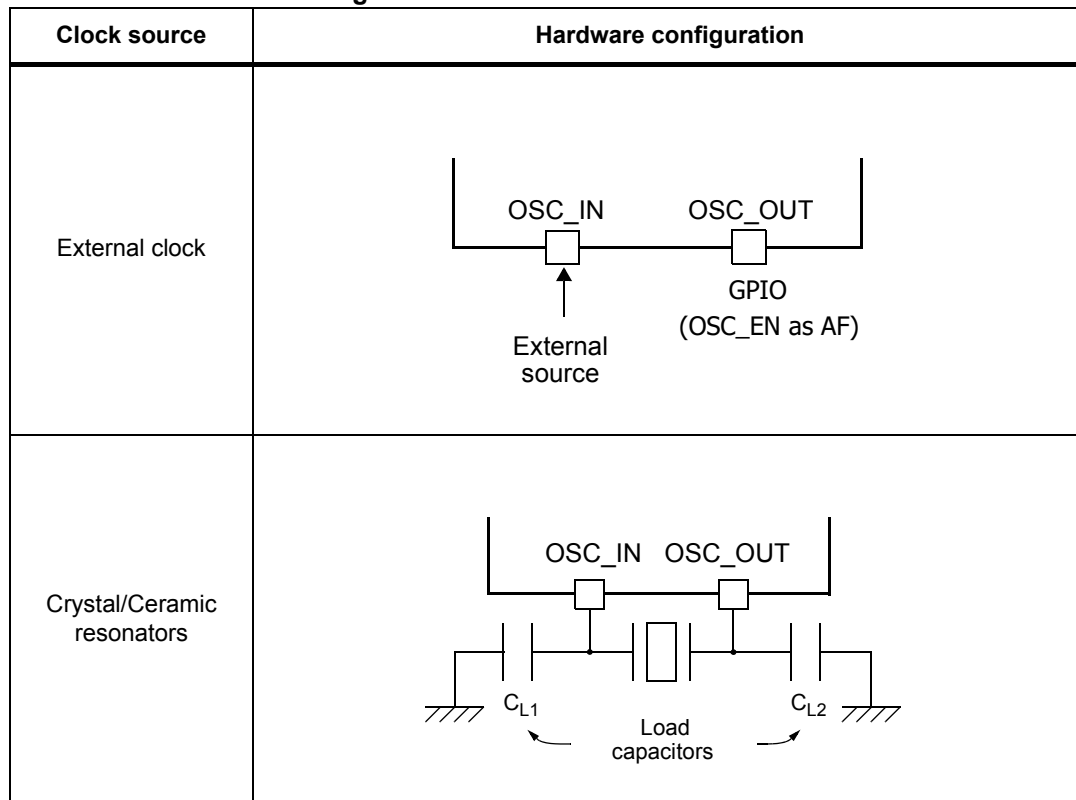 Clock source
Hardware configuration
External clock
OSC_IN
OSC_OUT
GPIO
(OSC_EN as AF)
External
source
Crystal/Ceramic
resonators
OSC_IN
OSC_OUT
CL1
CL2
Load
capacitors